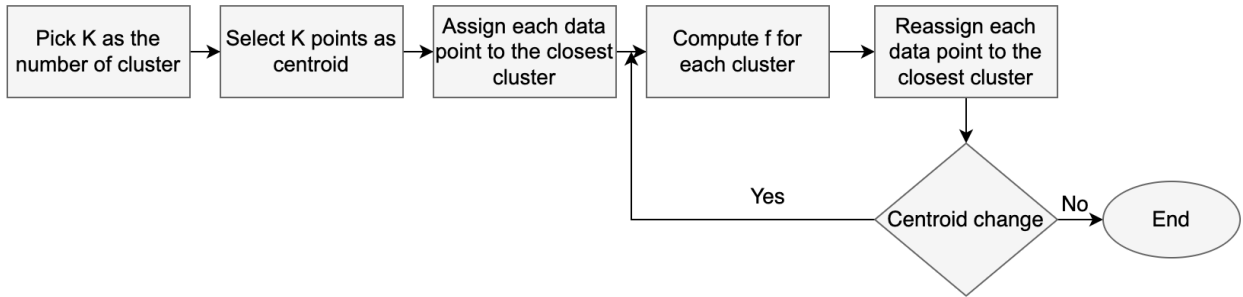 Pick K as the
number of cluster
Select K points as
centroid
Assign each data
point to the closest
cluster
Compute f for
each cluster
Reassign each
data point to the
closest cluster
Centroid change
Yes
No
End